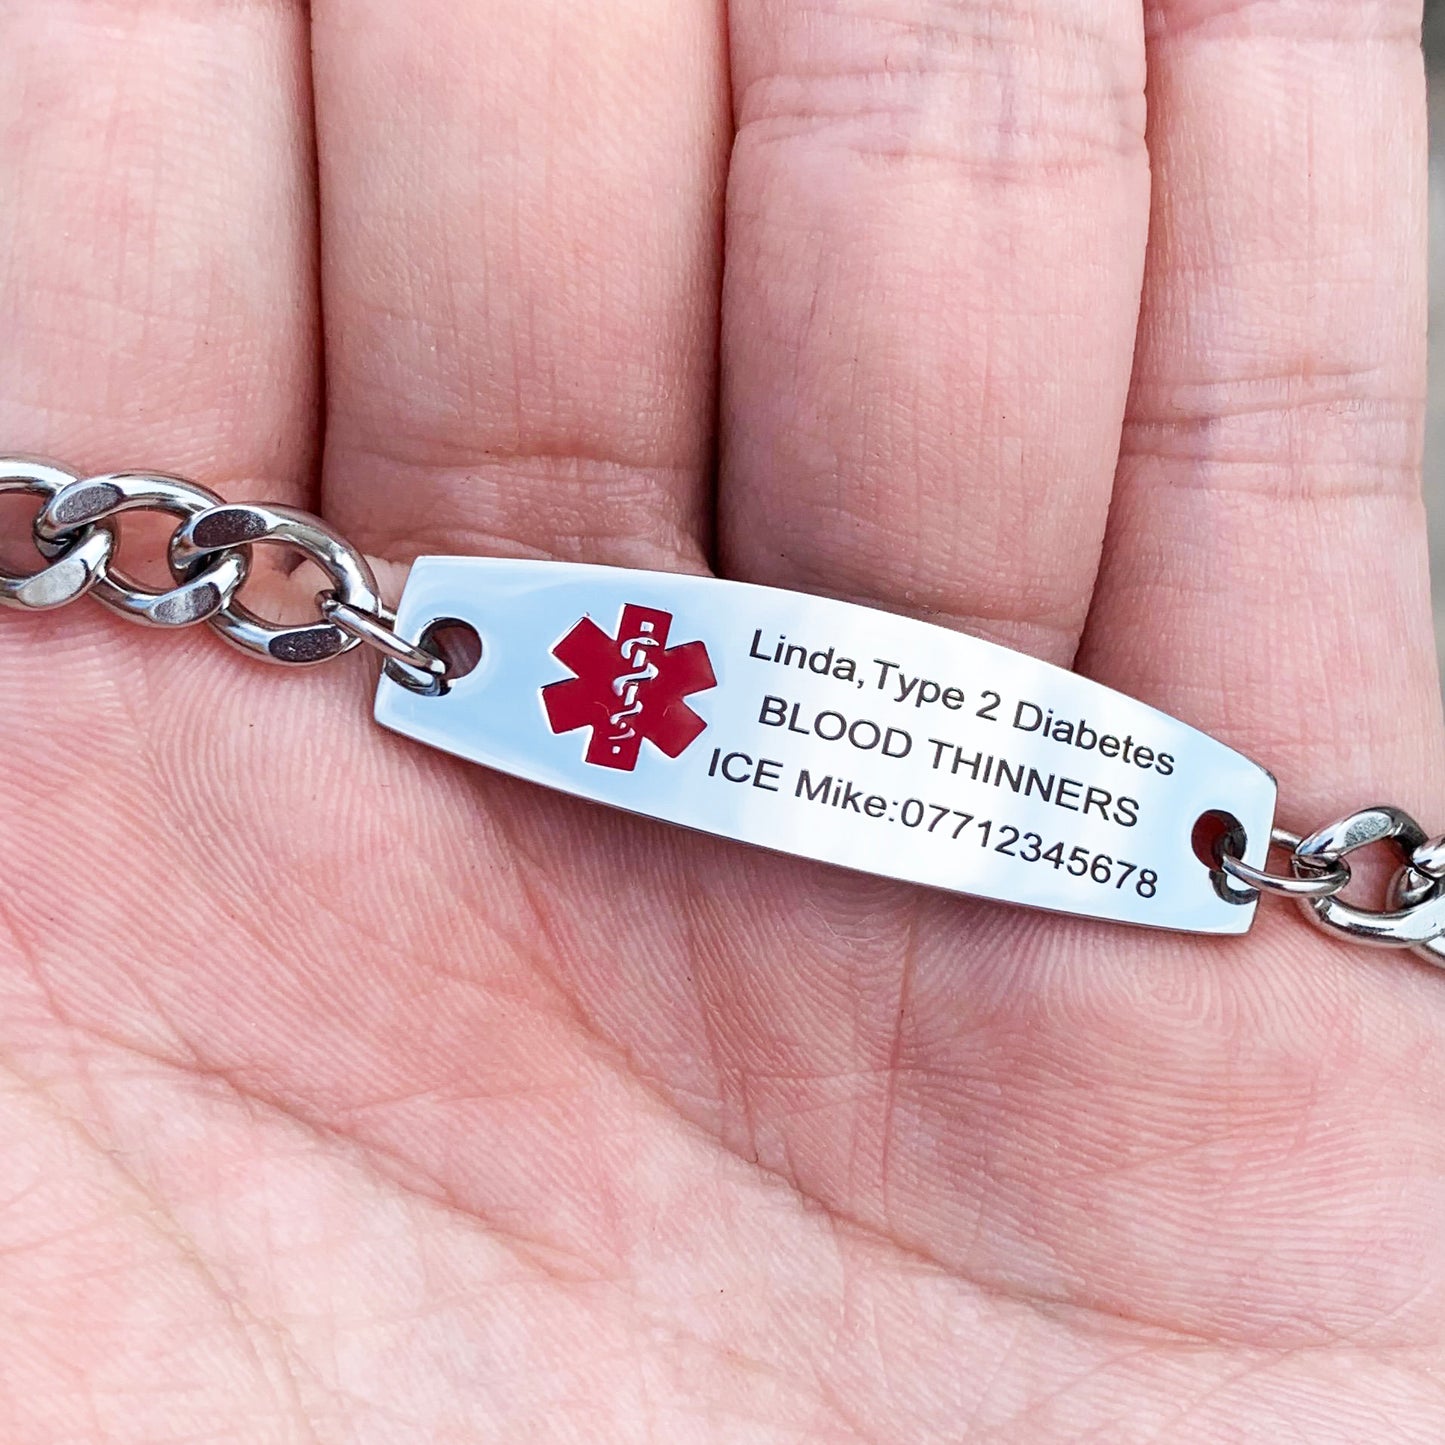 Linda,Type 2 Diabetes
BLOOD THINNERS
ICE Mike:07712345678